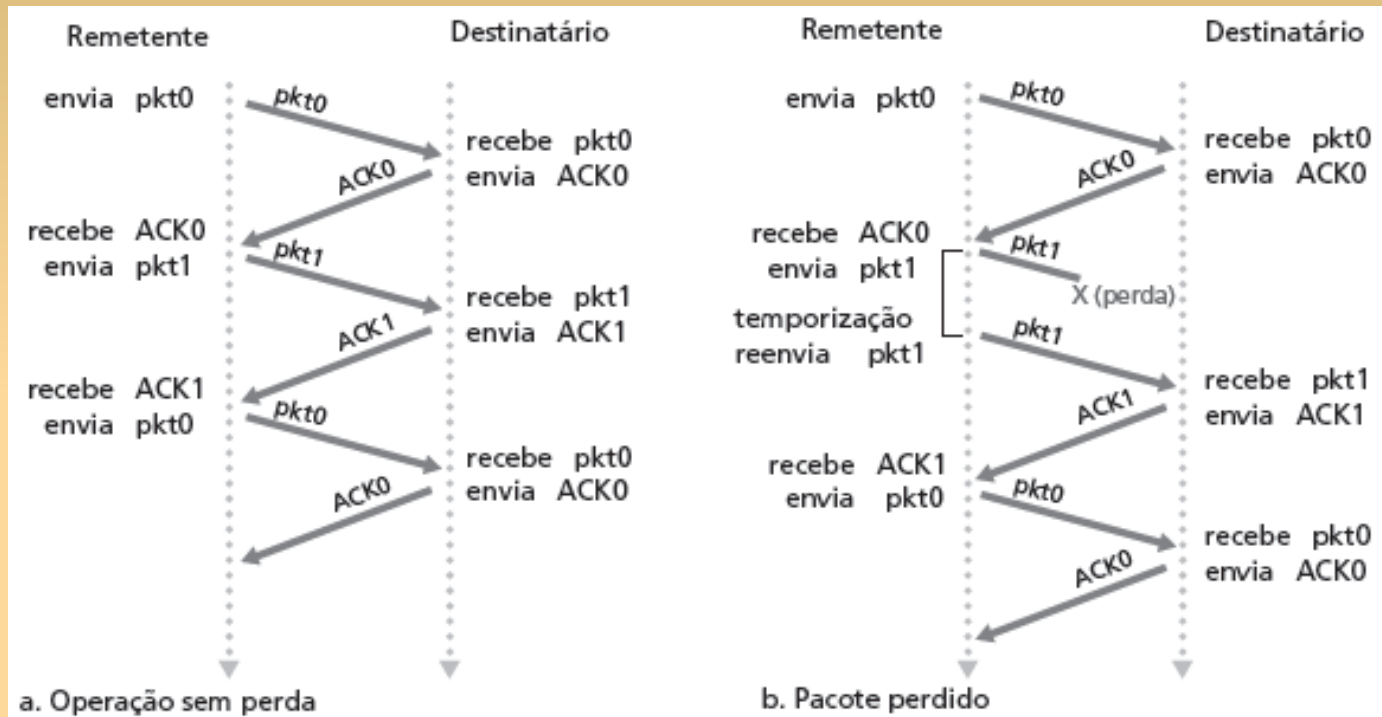 Remetente
Destinatário
envia pkt0
pkt0
recebe pkt0
envia ACK0
ACK0
recebe ACK0
envia pkt1
pkt1
recebe pkt1
envia ACK1
ACK1
recebe ACK1
envia pkt0
pkt0
recebe pkt0
envia ACK0
ACK0
a. Operação sem perda
Remetente
Destinatário
envia pkt0
pkt0
recebe pkt0
envia ACK0
ACK0
recebe ACK0
envia pkt1
pkt1
X (perda)
temporização
reenvia pkt1
pkt1
recebe pkt1
envia ACK1
ACK1
recebe ACK1
envia pkt0
pkt0
recebe pkt0
envia ACK0
ACK0
b. Pacote perdido